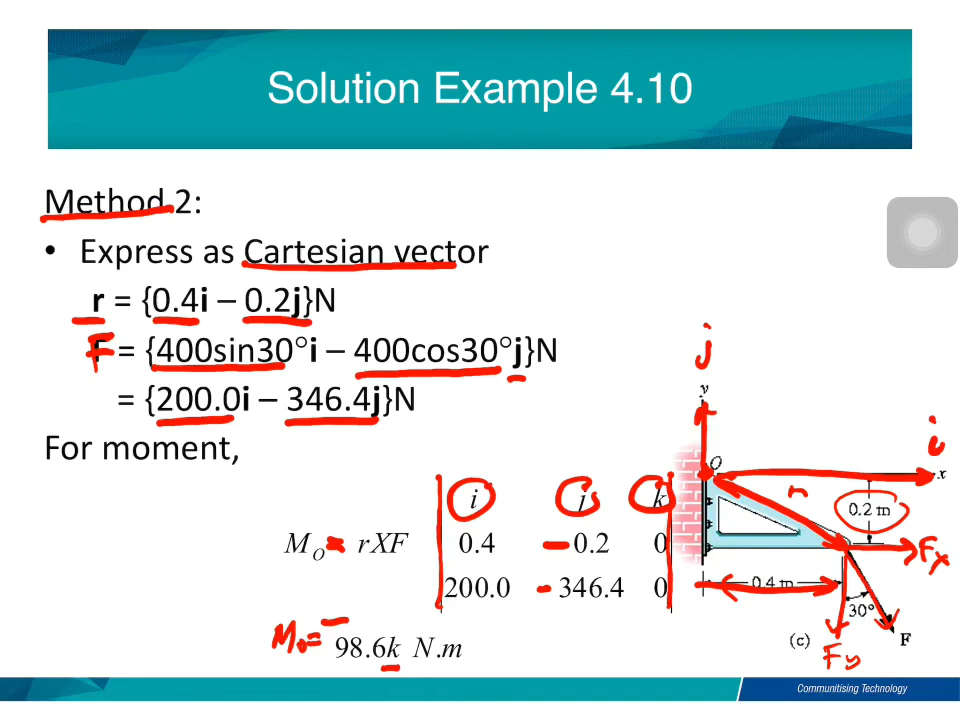 Solution Example 4.10
Method 2:
• Express as Cartesian vector
r = {0.4i – 0.2j}N
F = {400sin30°i – 400cos30°j}N
= {200.0i – 346.4j}N
For moment,
i j k
M_O = rXF 0.4 – 0.2 0
200.0 – 346.4 0
Mo = – 98.6k N.m
j
y
i
O
x
r
0.2 m
Fx
0.4 m
30°
(c)
F
Fy
Communitising Technology